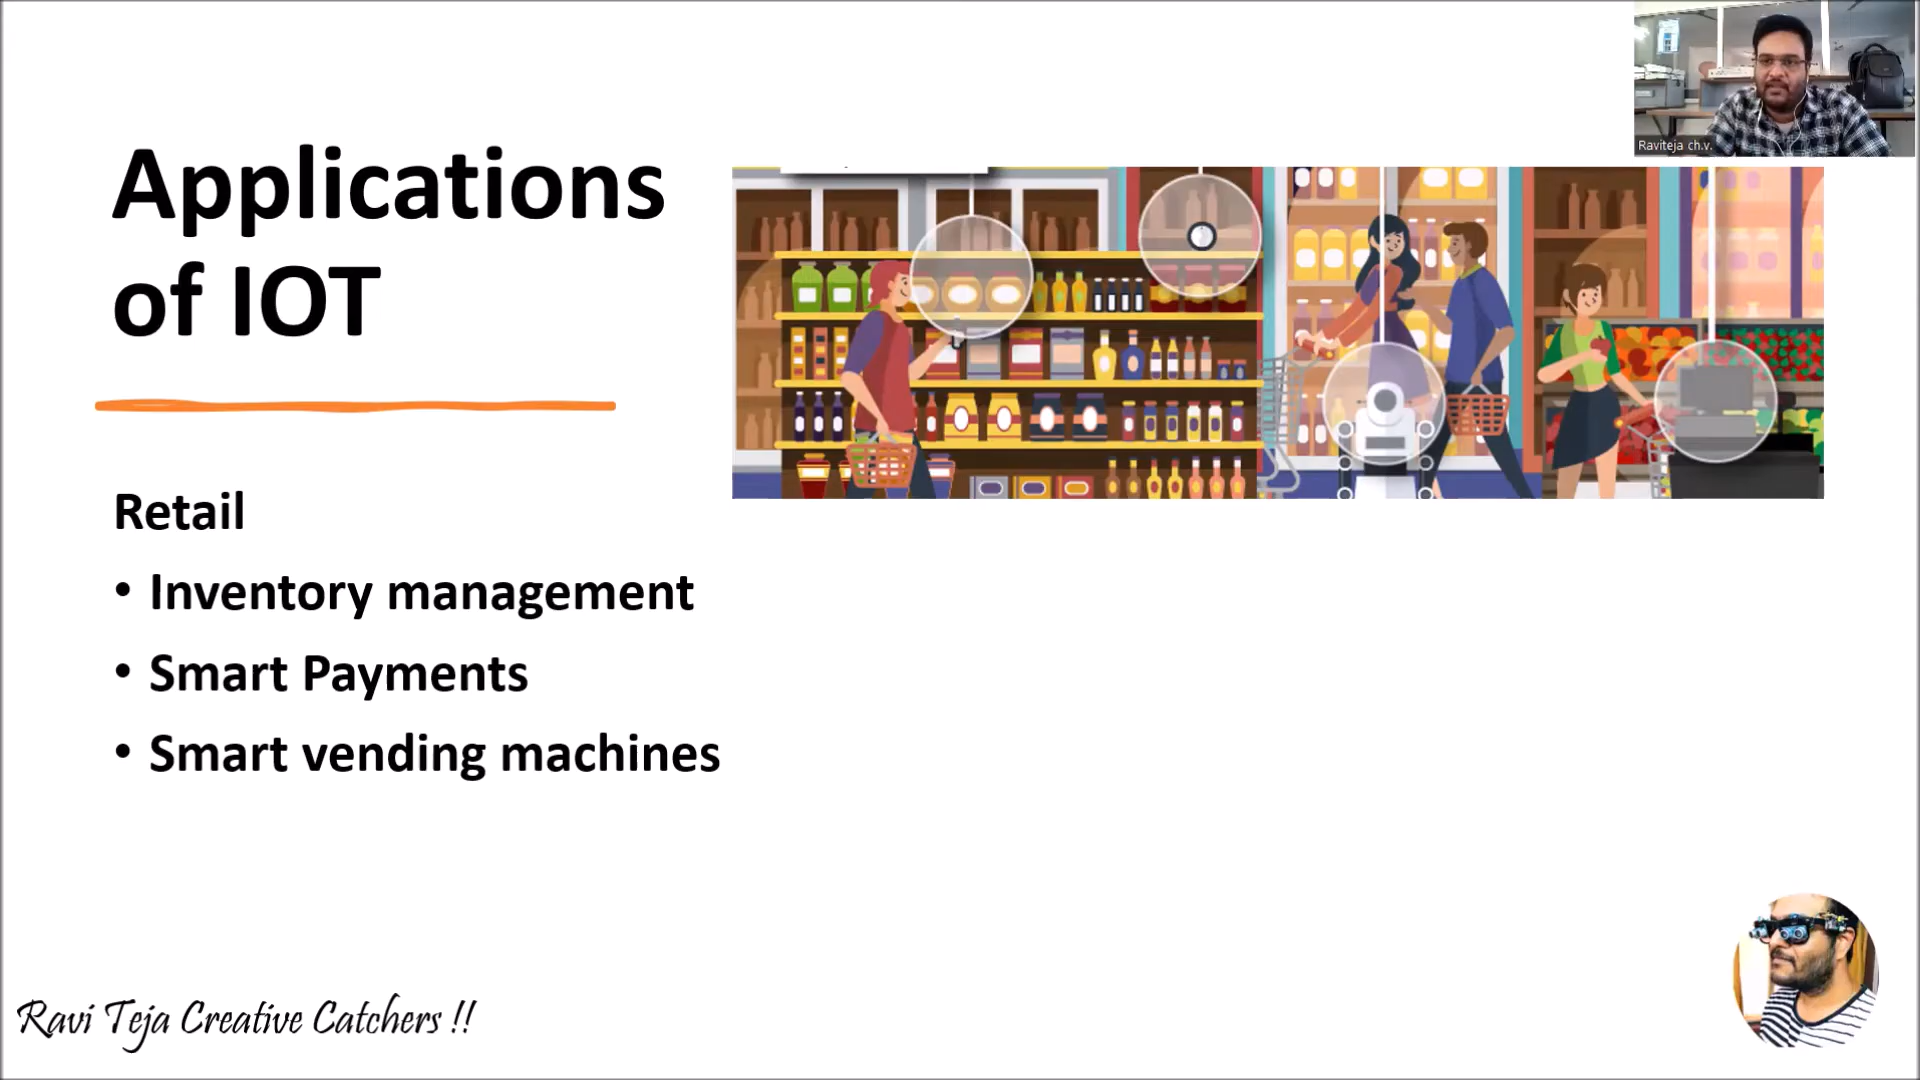 Raviteja ch.v.
Applications
of IOT
Retail
• Inventory management
• Smart Payments
• Smart vending machines
Ravi Teja Creative Catchers !!